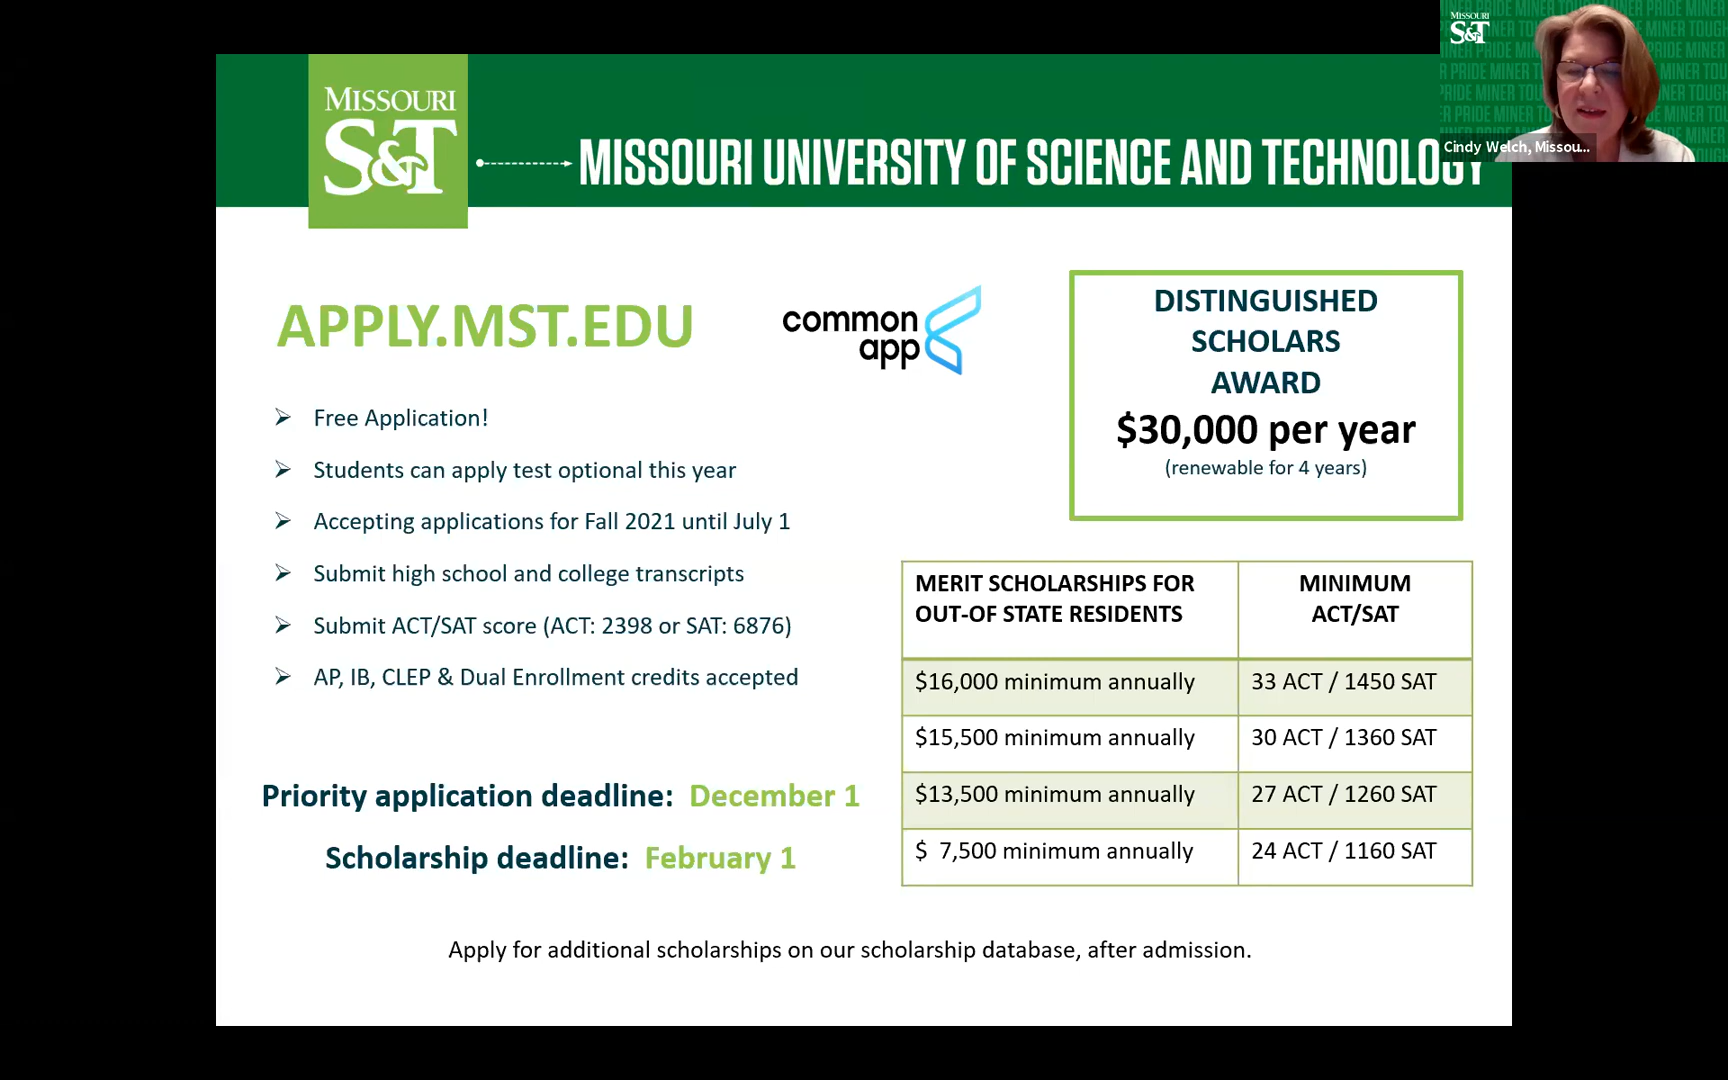 MISSOURI
S&T
MISSOURI UNIVERSITY OF SCIENCE AND TECHNOLOGY
MISSOURI
S&T
Cindy Welch, Missou...
APPLY.MST.EDU
common
app
DISTINGUISHED
SCHOLARS
AWARD
$30,000 per year
(renewable for 4 years)
➢ Free Application!
➢ Students can apply test optional this year
➢ Accepting applications for Fall 2021 until July 1
➢ Submit high school and college transcripts
➢ Submit ACT/SAT score (ACT: 2398 or SAT: 6876)
➢ AP, IB, CLEP & Dual Enrollment credits accepted
Priority application deadline: December 1
Scholarship deadline: February 1
MERIT SCHOLARSHIPS FOR
OUT-OF STATE RESIDENTS
MINIMUM
ACT/SAT
$16,000 minimum annually 33 ACT / 1450 SAT
$15,500 minimum annually 30 ACT / 1360 SAT
$13,500 minimum annually 27 ACT / 1260 SAT
$ 7,500 minimum annually 24 ACT / 1160 SAT
Apply for additional scholarships on our scholarship database, after admission.